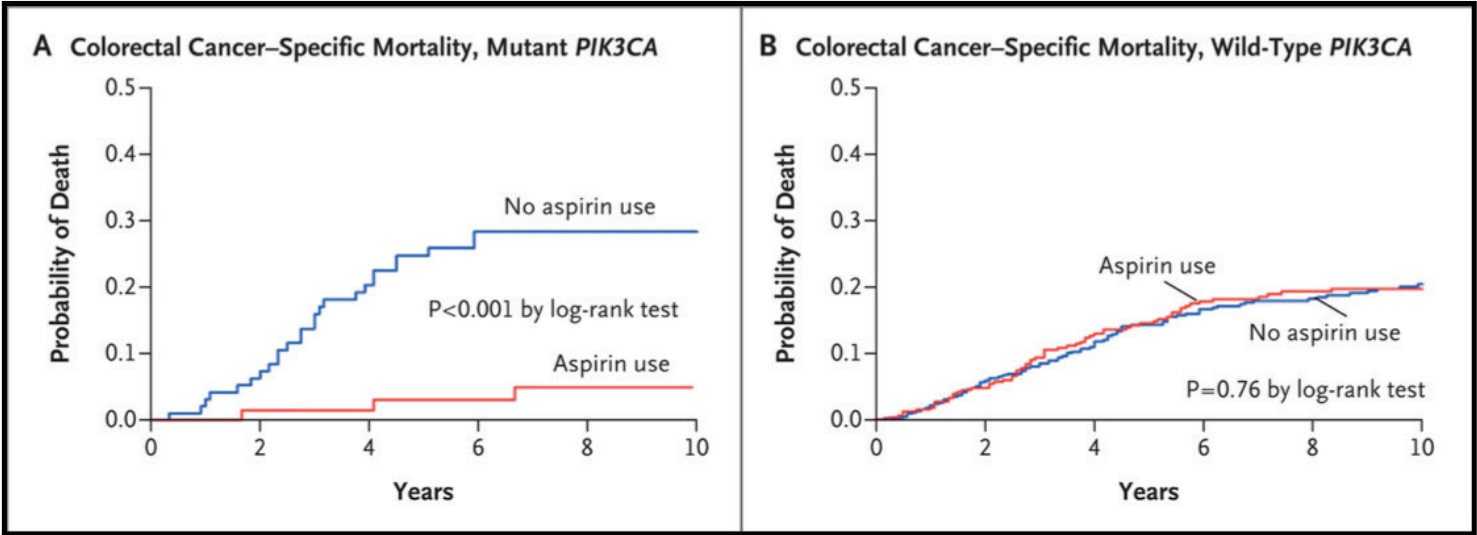 A Colorectal Cancer–Specific Mortality, Mutant PIK3CA
0.5
0.4
0.3
0.2
0.1
0.0
Probability of Death
No aspirin use
P<0.001 by log-rank test
Aspirin use
0 2 4 6 8 10
Years
B Colorectal Cancer–Specific Mortality, Wild-Type PIK3CA
0.5
0.4
0.3
0.2
0.1
0.0
Probability of Death
Aspirin use
No aspirin use
P=0.76 by log-rank test
0 2 4 6 8 10
Years